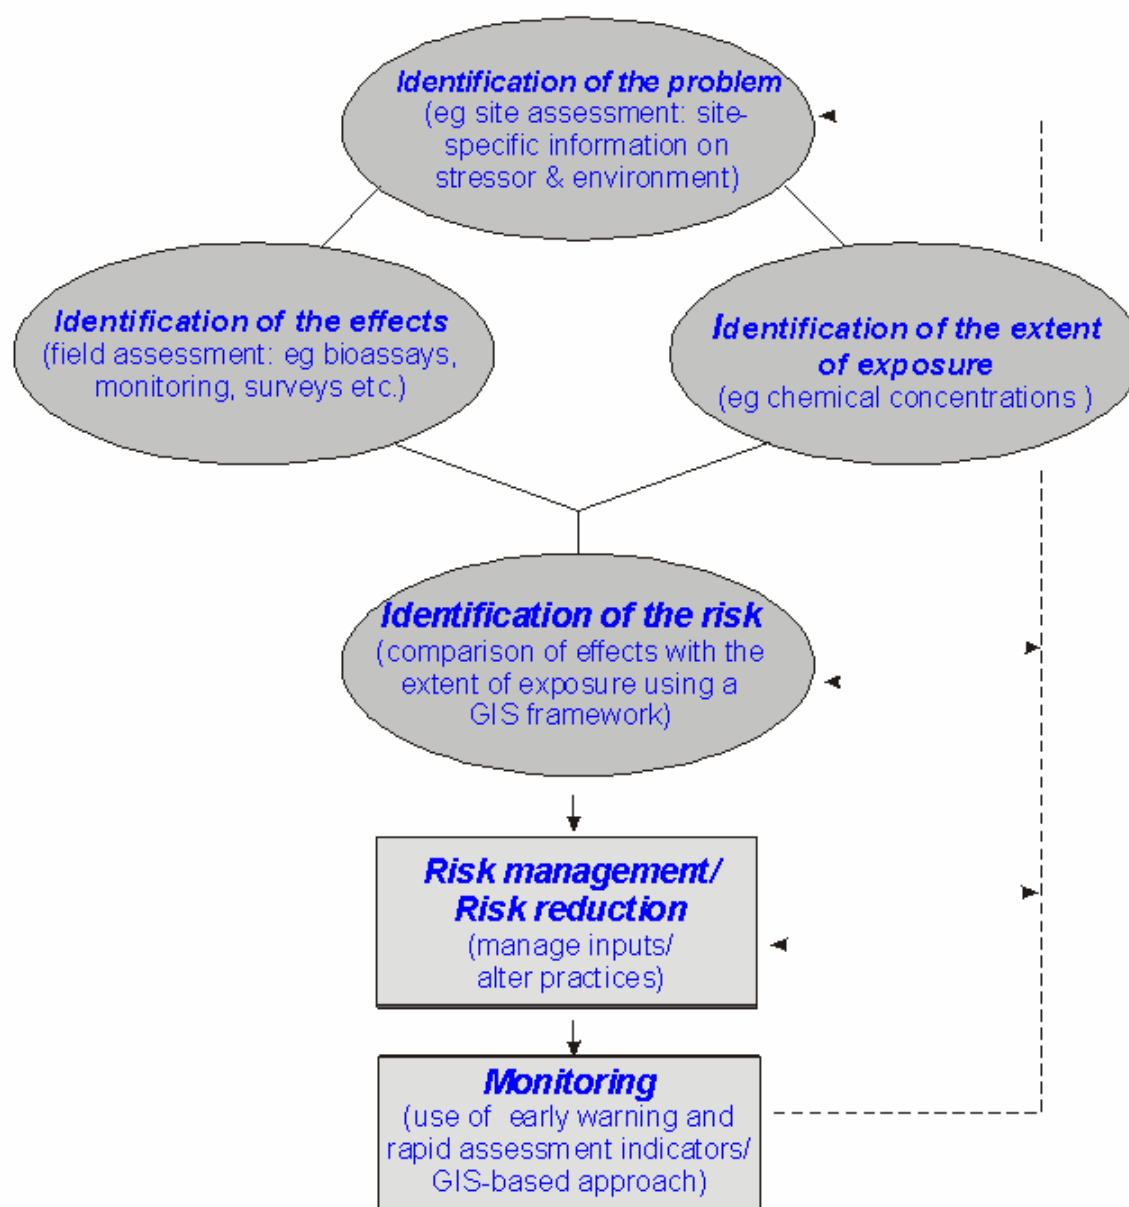 Identification of the problem
(eg site assessment: site-
specific information on
stressor & environment)
Identification of the effects
(field assessment: eg bioassays,
monitoring, surveys etc.)
Identification of the extent
of exposure
(eg chemical concentrations )
Identification of the risk
(comparison of effects with the
extent of exposure using a
GIS framework)
Risk management/
Risk reduction
(manage inputs/
alter practices)
Monitoring
(use of early warning and
rapid assessment indicators/
GIS-based approach)